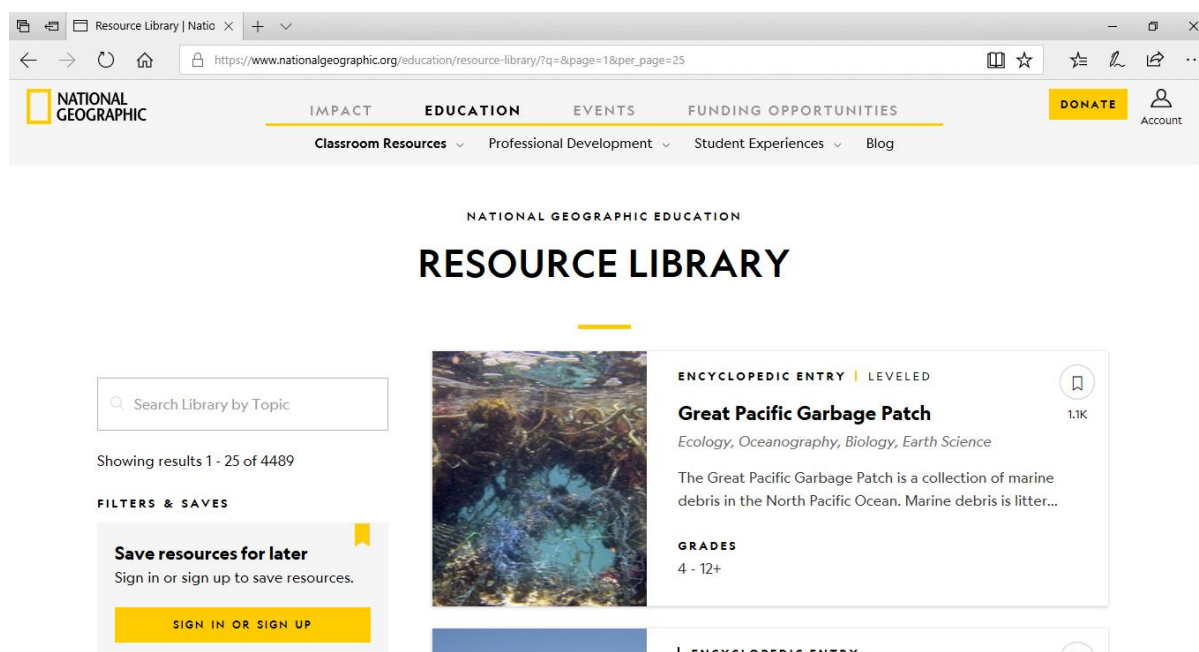 Resource Library | Natio
https://www.nationalgeographic.org/education/resource-library/?q=&page=1&per_page=25
NATIONAL
GEOGRAPHIC
IMPACT EDUCATION EVENTS FUNDING OPPORTUNITIES
DONATE
Account
Classroom Resources Professional Development Student Experiences Blog
NATIONAL GEOGRAPHIC EDUCATION
RESOURCE LIBRARY
Search Library by Topic
Showing results 1 - 25 of 4489
FILTERS & SAVES
Save resources for later
Sign in or sign up to save resources.
SIGN IN OR SIGN UP
ENCYCLOPEDIC ENTRY | LEVELED
1.1K
Great Pacific Garbage Patch
Ecology, Oceanography, Biology, Earth Science
The Great Pacific Garbage Patch is a collection of marine
debris in the North Pacific Ocean. Marine debris is litter...
GRADES
4 - 12+
ENCYCLOPEDIC ENTRY